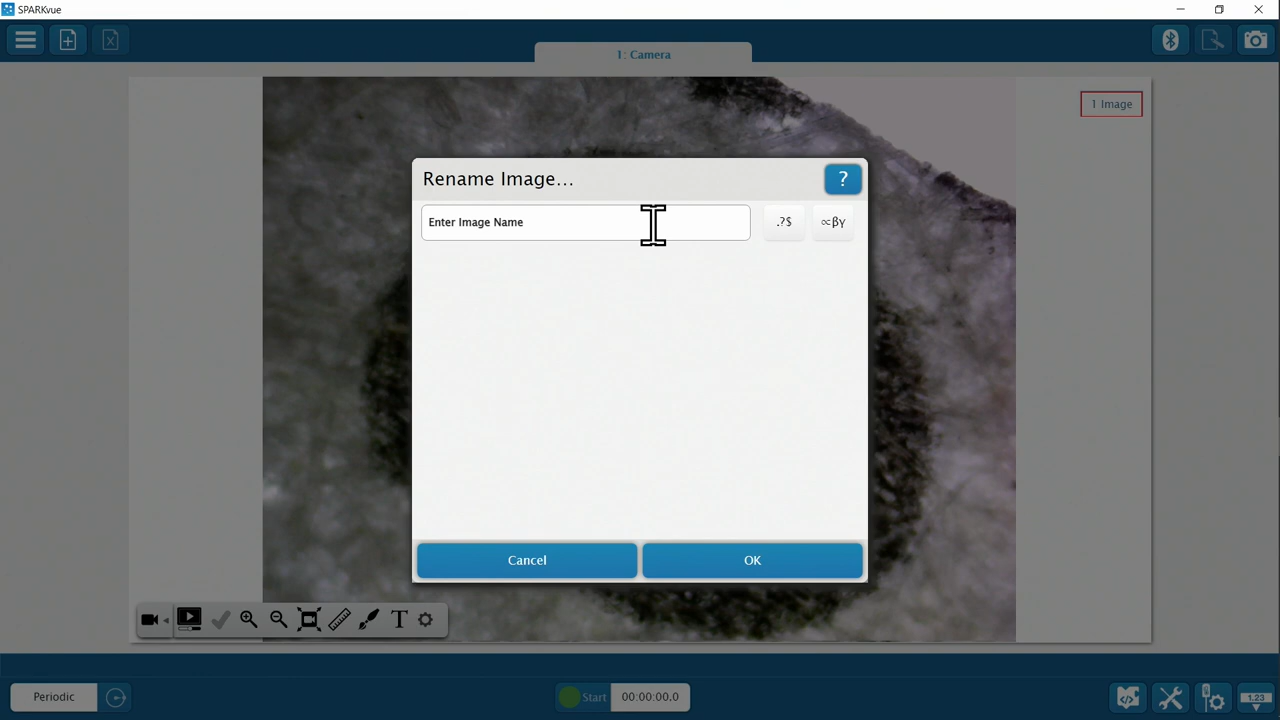 SPARKvue
1: Camera
1 Image
Rename Image...
?
Enter Image Name
.?$
∝βγ
Cancel
OK
T
Periodic
Start
00:00:00.0
1.23